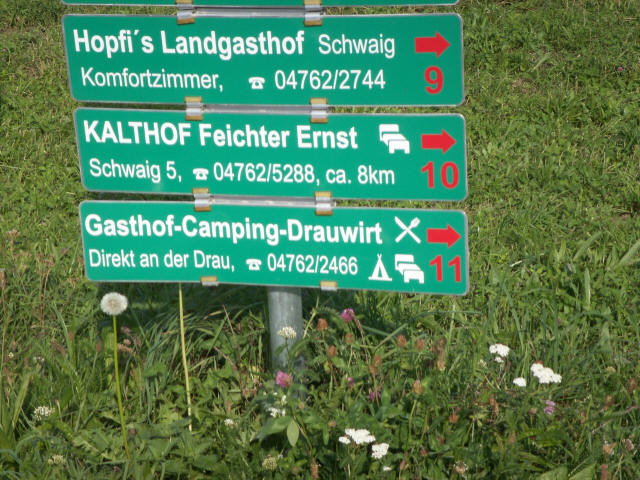 Hopfi´s Landgasthof Schwaig
Komfortzimmer, ☎ 04762/2744 9
KALTHOF Feichter Ernst
Schwaig 5, ☎ 04762/5288, ca. 8km 10
Gasthof-Camping-Drauwirt
Direkt an der Drau, ☎ 04762/2466 11